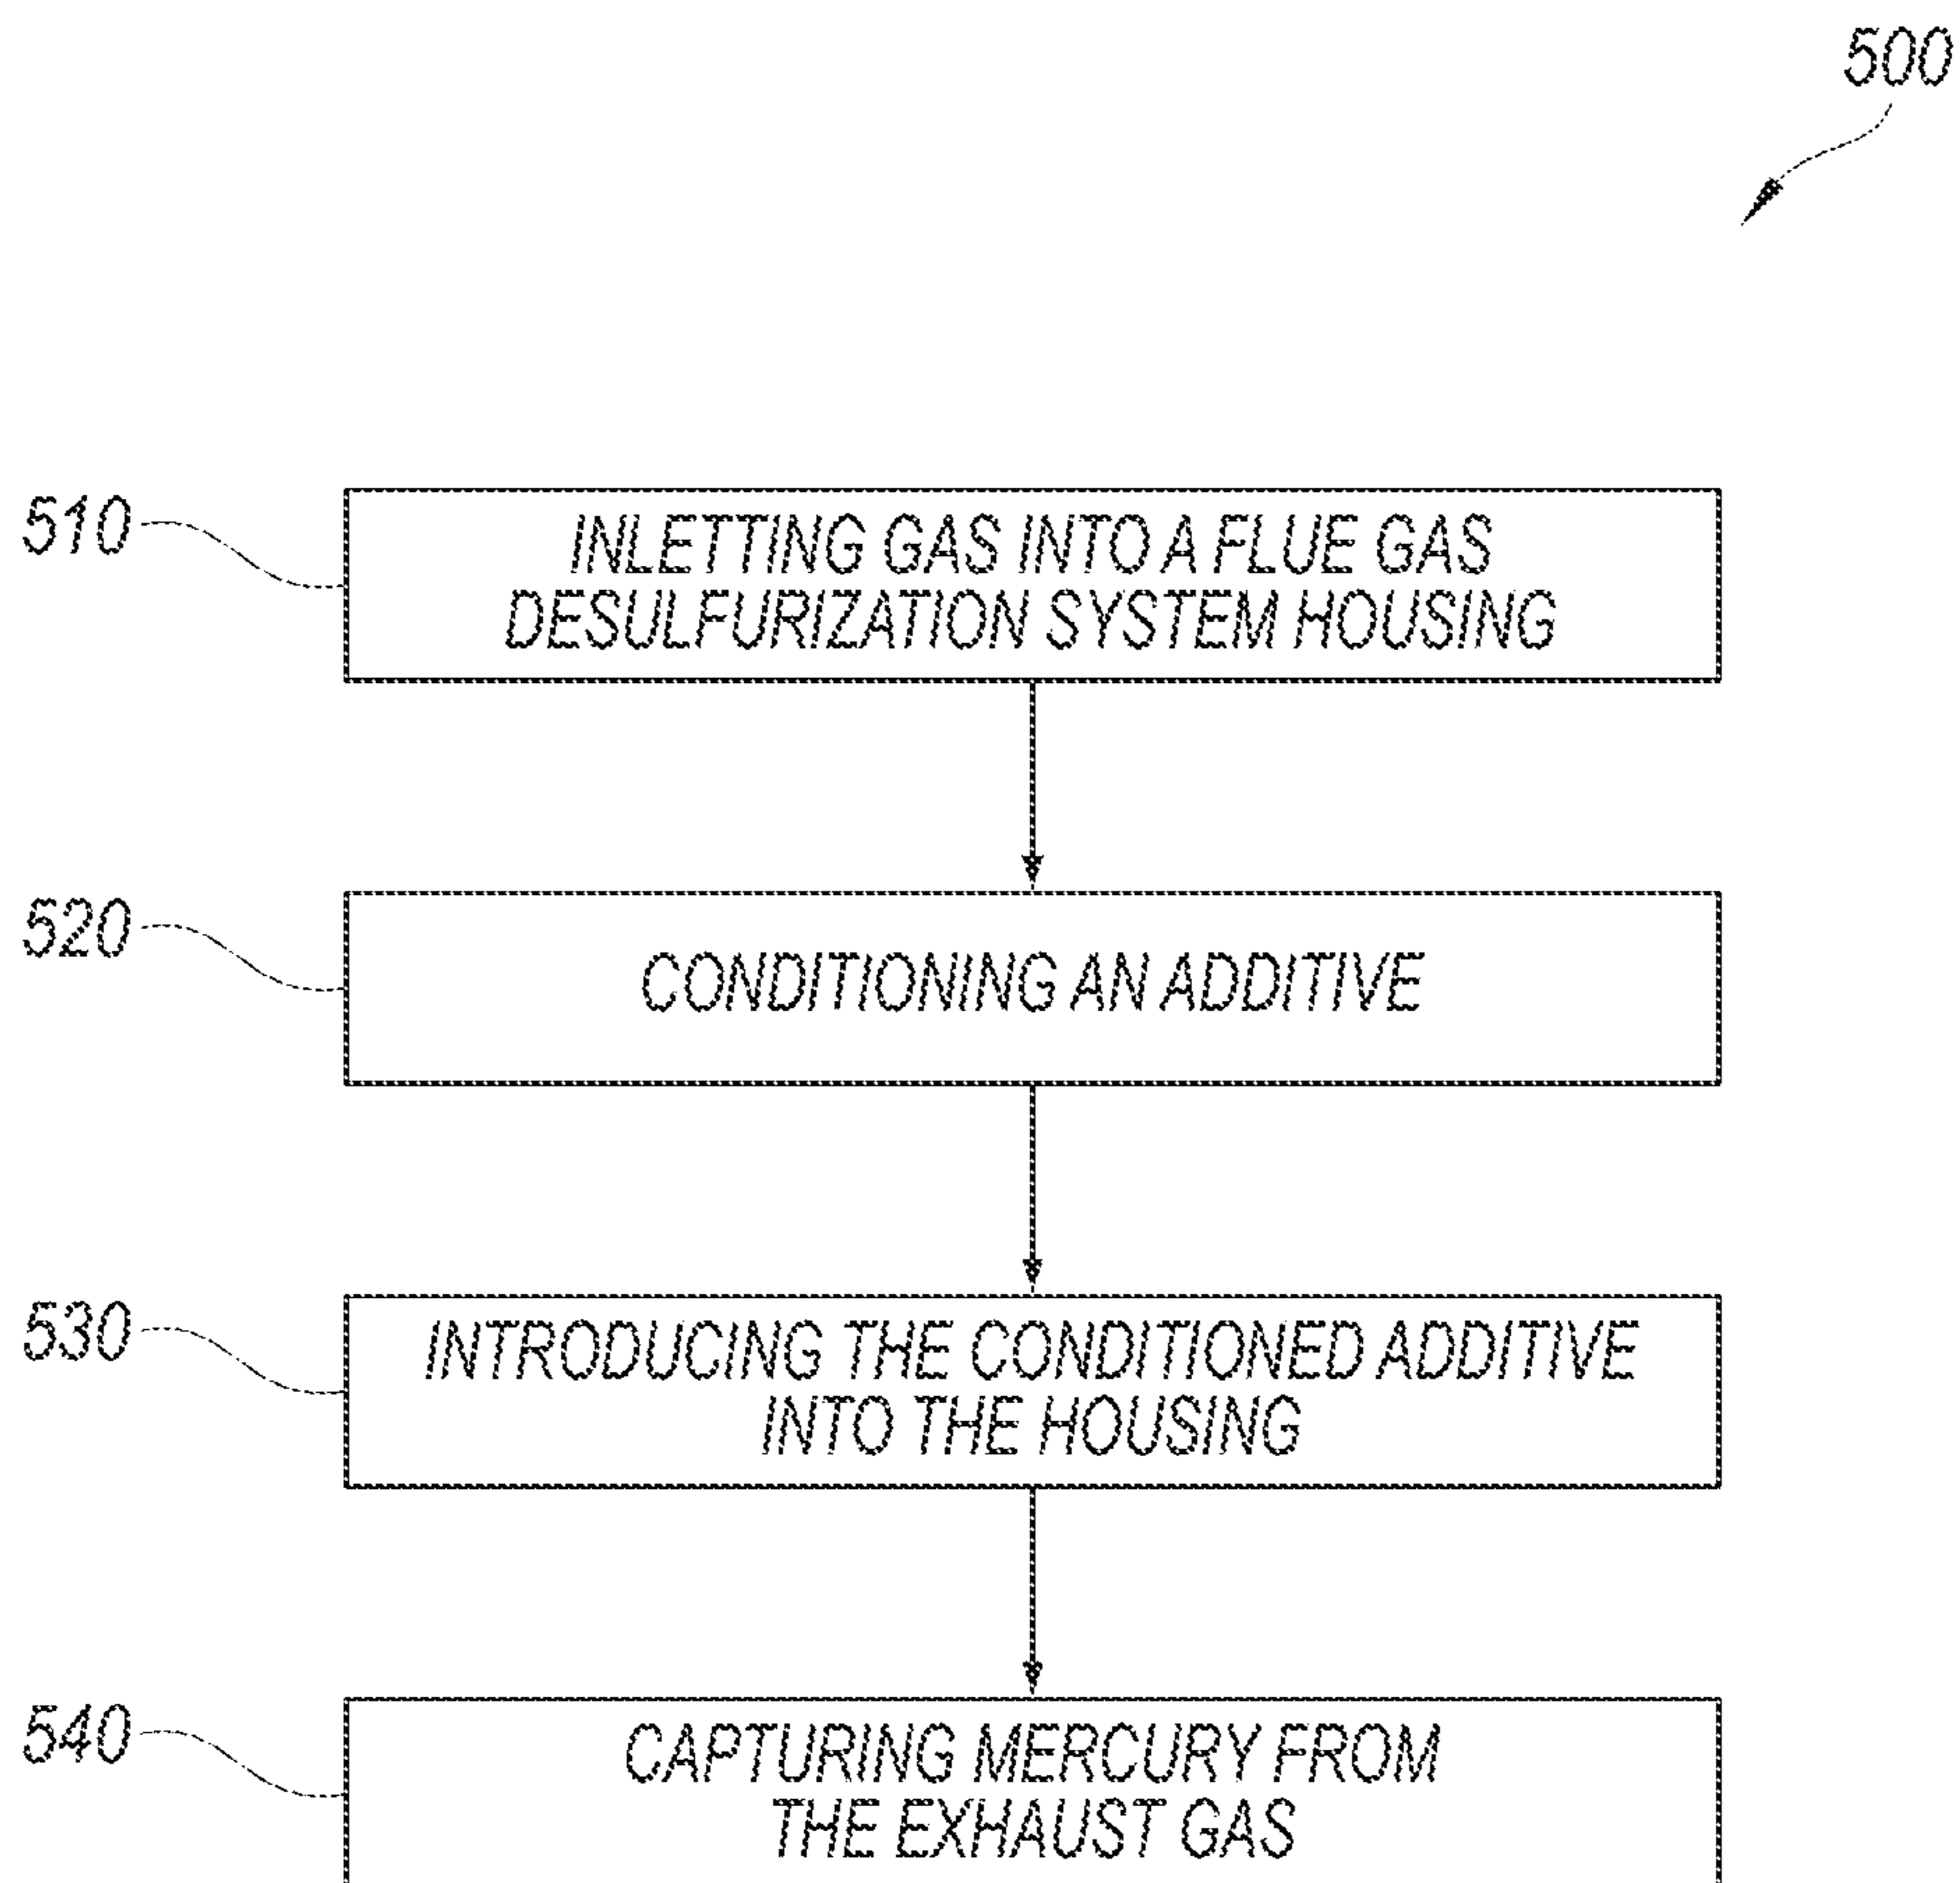 500
510
INLETTING GAS INTO A FLUE GAS
DESULFURIZATION SYSTEM HOUSING
520
CONDITIONING AN ADDITIVE
530
INTRODUCING THE CONDITIONED ADDITIVE
INTO THE HOUSING
540
CAPTURING MERCURY FROM
THE EXHAUST GAS